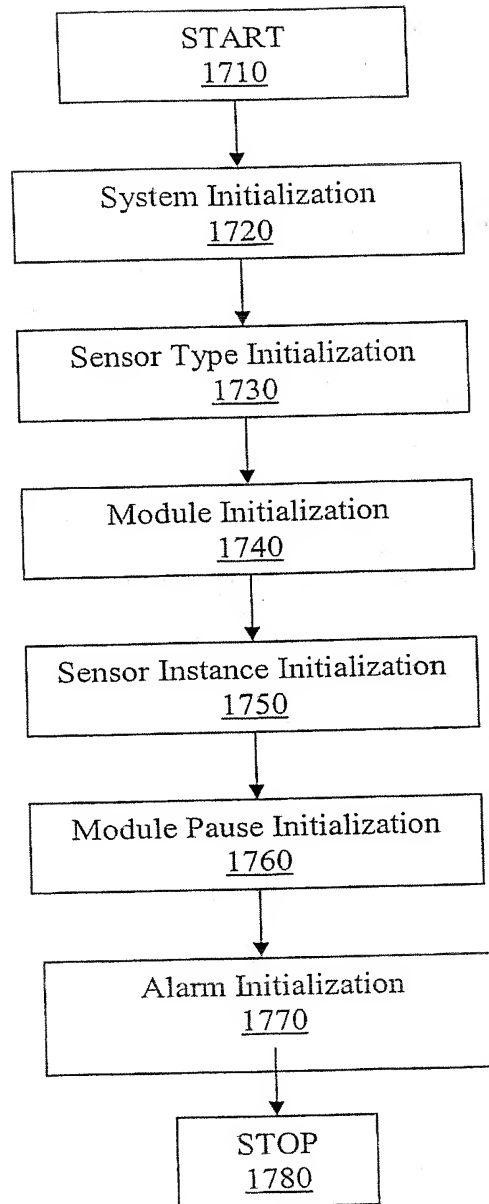 START
1710
System Initialization
1720
Sensor Type Initialization
1730
Module Initialization
1740
Sensor Instance Initialization
1750
Module Pause Initialization
1760
Alarm Initialization
1770
STOP
1780